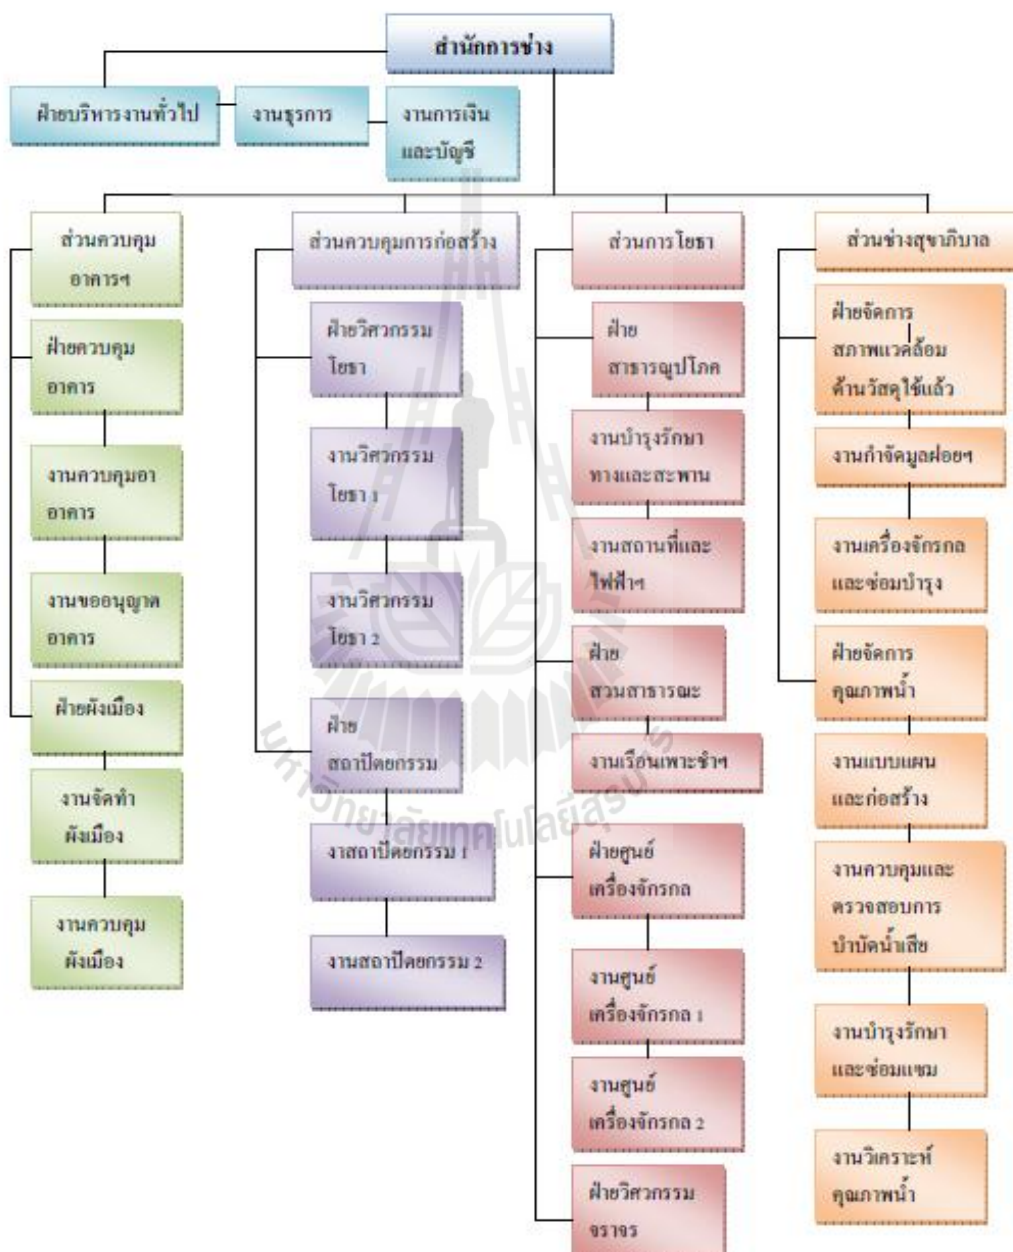 สำนักการช่าง
ฝ่ายบริหารงานทั่วไป
งานธุรการ
งานการเงิน
และบัญชี
ส่วนควบคุม
อาคารฯ
ฝ่ายควบคุม
อาคาร
งานควบคุมอา
อาคาร
งานขออนุญาต
อาคาร
ฝ่ายผังเมือง
งานจัดทำ
ผังเมือง
งานควบคุม
ผังเมือง
ส่วนควบคุมการก่อสร้าง
ฝ่ายวิศวกรรม
โยธา
งานวิศวกรรม
โยธา 1
งานวิศวกรรม
โยธา 2
ฝ่าย
สถาปัตยกรรม
งาสถาปัตยกรรม 1
งานสถาปัตยกรรม 2
ส่วนการโยธา
ฝ่าย
สาธารณูปโภค
งานบำรุงรักษา
ทางและสะพาน
งานสถานที่และ
ไฟฟ้าฯ
ฝ่าย
สวนสาธารณะ
งานเรือนเพาะชำฯ
ฝ่ายศูนย์
เครื่องจักรกล
งานศูนย์
เครื่องจักรกล 1
งานศูนย์
เครื่องจักรกล 2
ฝ่ายวิศวกรรม
จราจร
ส่วนช่างสุขาภิบาล
ฝ่ายจัดการ
สภาพแวดล้อม
ด้านวัสดุใช้แล้ว
งานกำจัดมูลฝอยฯ
งานเครื่องจักรกล
และซ่อมบำรุง
ฝ่ายจัดการ
คุณภาพน้ำ
งานแบบแผน
และก่อสร้าง
งานควบคุมและ
ตรวจสอบการ
บำบัดน้ำเสีย
งานบำรุงรักษา
และซ่อมแซม
งานวิเคราะห์
คุณภาพน้ำ
มหาวิทยาลัยเทคโนโลยีสุรนารี